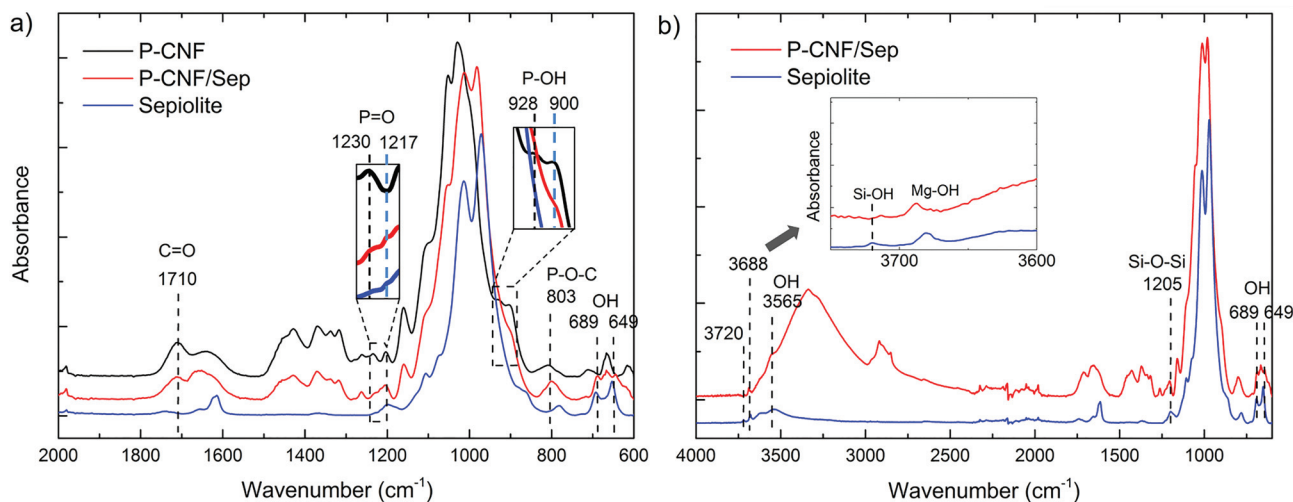 a)
P-CNF
P-CNF/Sep
Sepiolite
P=O
1230 1217
P-OH
928 900
C=O
1710
P-O-C
803
OH
689 649
Absorbance
2000 1800 1600 1400 1200 1000 800 600
Wavenumber (cm-1)
b)
P-CNF/Sep
Sepiolite
Absorbance
Si-OH
Mg-OH
3700 3600
3688
OH
3565
3720
Si-O-Si
1205
OH
689 649
4000 3500 3000 2500 2000 1500 1000
Wavenumber (cm-1)